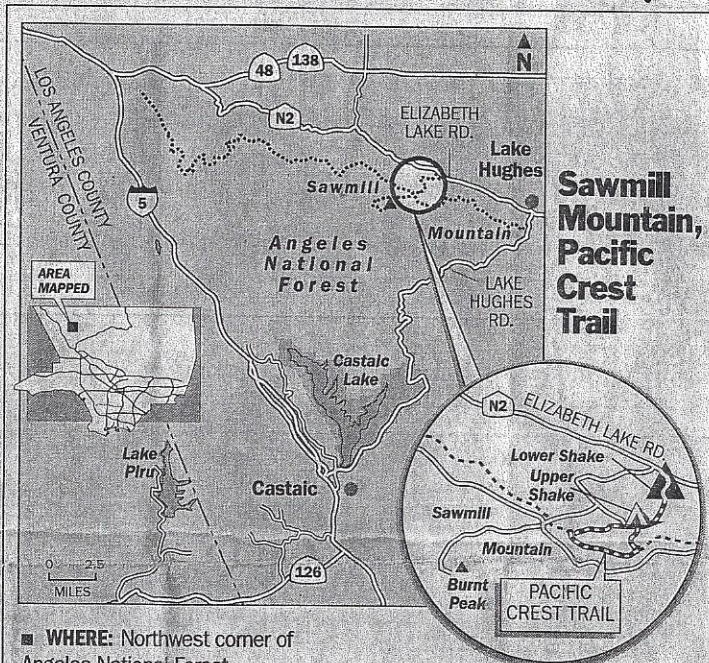 48
138
N
N2
ELIZABETH
LAKE RD.
Lake
Hughes
LOS ANGELES COUNTY
VENTURA COUNTY
5
Sawmill
Mountain
Angeles
National
Forest
LAKE
HUGHES
RD.
Sawmill
Mountain,
Pacific
Crest
Trail
AREA
MAPPED
Castaic
Lake
Lake
Piru
Castaic
0 2.5
MILES
126
N2
ELIZABETH LAKE RD.
Lower Shake
Upper
Shake
Sawmill
Mountain
Burnt
Peak
PACIFIC
CREST TRAIL
■ WHERE: Northwest corner of
Angeles National Forest